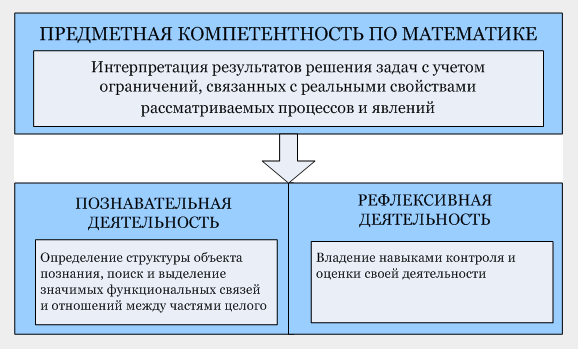 ПРЕДМЕТНАЯ КОМПЕТЕНТНОСТЬ ПО МАТЕМАТИКЕ
Интерпретация результатов решения задач с учетом
ограничений, связанных с реальными свойствами
рассматриваемых процессов и явлений
ПОЗНАВАТЕЛЬНАЯ
ДЕЯТЕЛЬНОСТЬ
Определение структуры объекта
познания, поиск и выделение
значимых функциональных связей
и отношений между частями целого
РЕФЛЕКСИВНАЯ
ДЕЯТЕЛЬНОСТЬ
Владение навыками контроля и
оценки своей деятельности